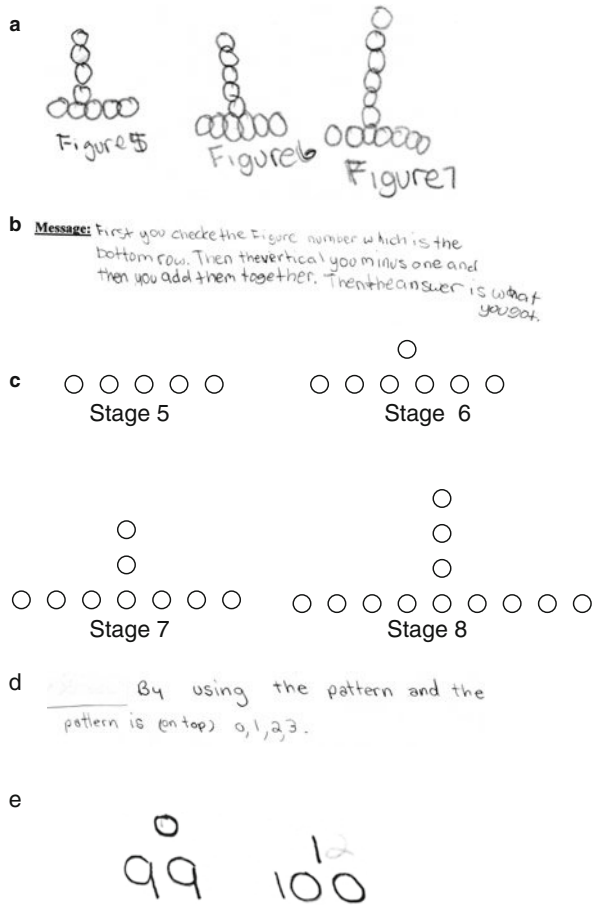 a
Figure 5 Figure 6 Figure 7
b Message: First you checke the Figure number which is the
bottom row. Then the vertical you minus one and
then you add them together. Then the answer is what
you got.
c
Stage 5 Stage 6
Stage 7 Stage 8
d By using the pattern and the
pattern is (on top) 0,1,2,3.
e
0 1 2
99 100